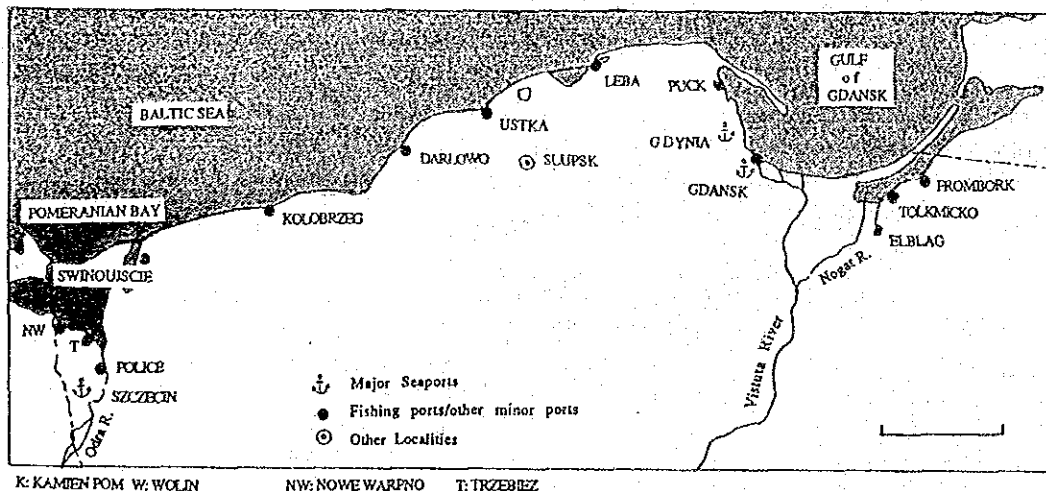 GULF
of
GDANSK
LEBA
PUCK
BALTIC SEA
USTKA
GDYNIA
DARLOWO
SLUPSK
GDANSK
FROMBORK
POMERANIAN BAY
KOLOBRZEG
TOLKMICKO
ELBLAG
SWINOUJSCIE
Nogat R.
NW
T
POLICE
Vistula River
SZCZECIN
Odra R.
Major Seaports
Fishing ports/other minor ports
Other Localities
K: KAMIEN POM W: WOLIN NW: NOWE WARPNO T: TRZEBIEZ